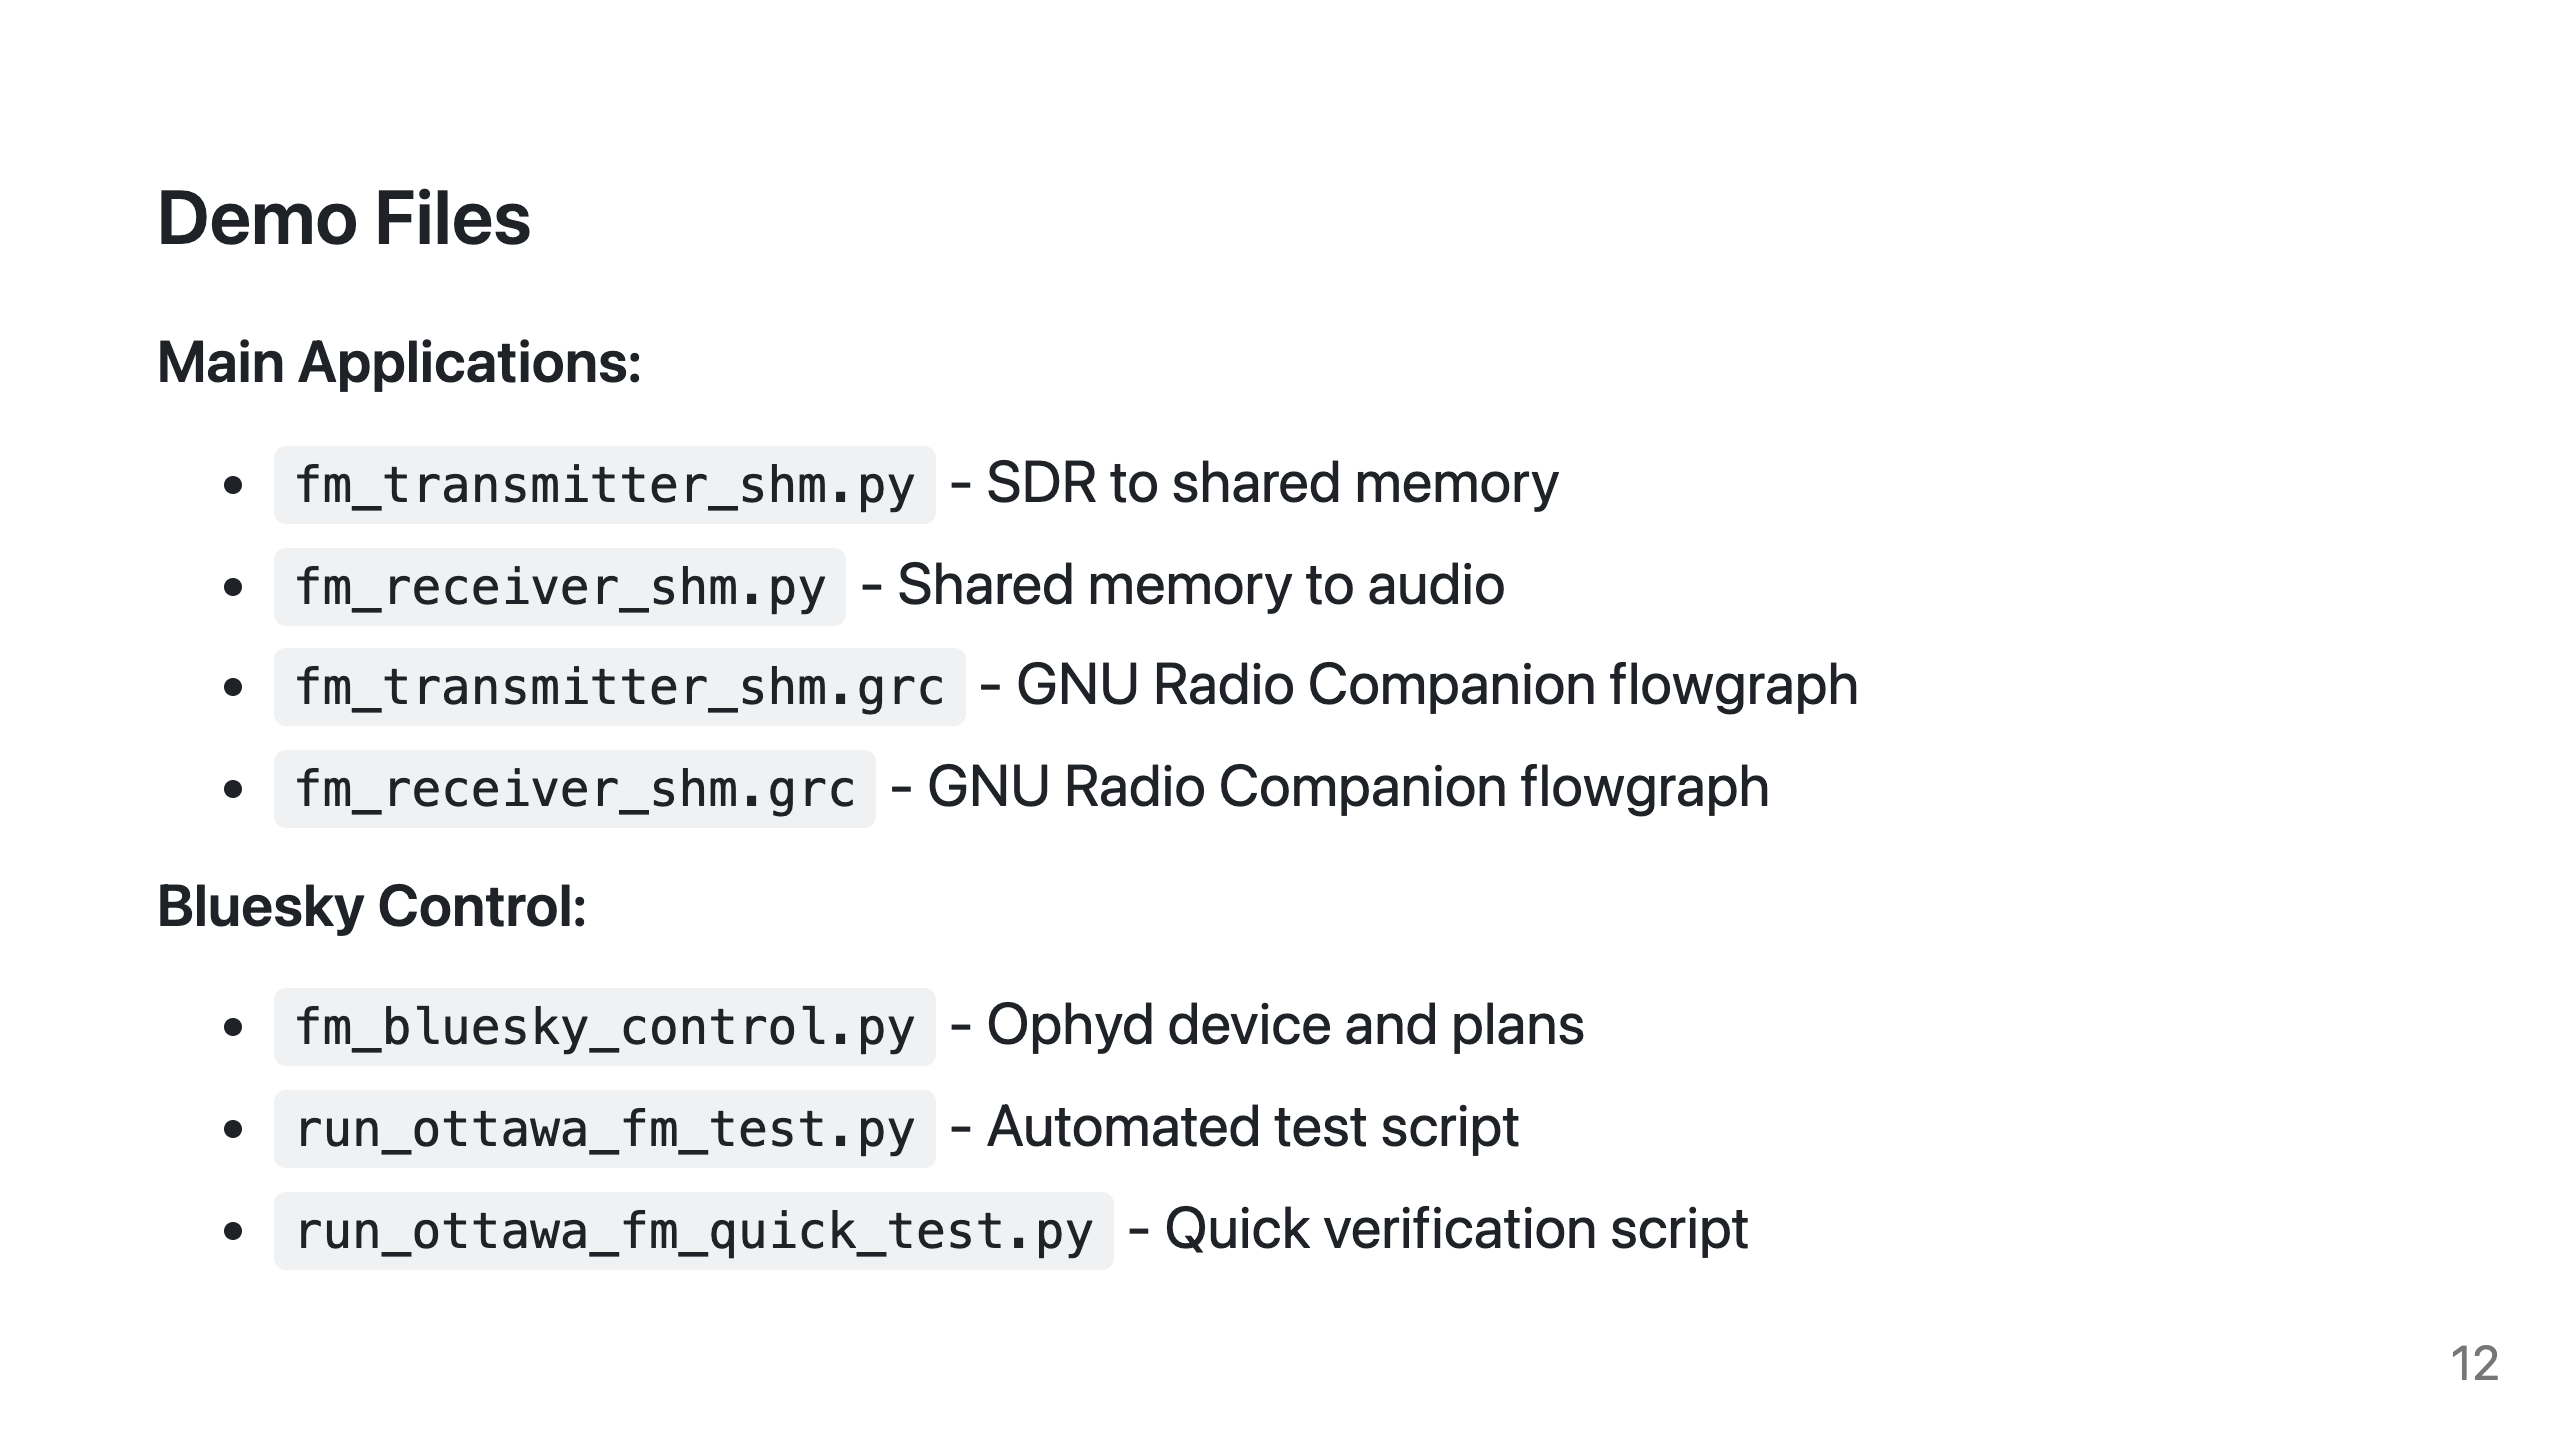 Demo Files
Main Applications:
• fm_transmitter_shm.py - SDR to shared memory
• fm_receiver_shm.py - Shared memory to audio
• fm_transmitter_shm.grc - GNU Radio Companion flowgraph
• fm_receiver_shm.grc - GNU Radio Companion flowgraph
Bluesky Control:
• fm_bluesky_control.py - Ophyd device and plans
• run_ottawa_fm_test.py - Automated test script
• run_ottawa_fm_quick_test.py - Quick verification script
12